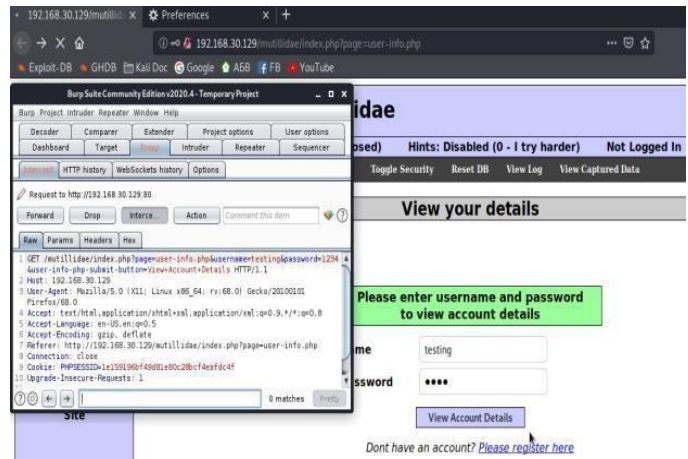 192.168.30.129/mutillid x Preferences x +
192.168.30.129/mutillidae/index.php?page=user-info.php
Exploit-DB GHDB Kali Doc Google АБВ FB YouTube
Burp Suite Community Edition v2020.4 - Temporary Project
Burp Project Intruder Repeater Window Help
Decoder Comparer Extender Project options User options
Dashboard Target Proxy Intruder Repeater Sequencer
Intercept HTTP history WebSockets history Options
Request to http://192.168.30.129:80
Forward Drop Interce... Action Comment this item
Raw Params Headers Hex
1 GET /mutillidae/index.php?page=user-info.php&username=testing&password=1234
&user-info-php-submit-button=View+Account+Details HTTP/1.1
2 Host: 192.168.30.129
3 User-Agent: Mozilla/5.0 (X11; Linux x86_64; rv:68.0) Gecko/20100101
Firefox/68.0
4 Accept: text/html,application/xhtml+xml,application/xml;q=0.9,*/*;q=0.8
5 Accept-Language: en-US,en;q=0.5
6 Accept-Encoding: gzip, deflate
7 Referer: http://192.168.30.129/mutillidae/index.php?page=user-info.php
8 Connection: close
9 Cookie: PHPSESSID=1e159196bf49d81e80c28bcf4eafdc4f
10 Upgrade-Insecure-Requests: 1
0 matches Pretty
idae
osed) Hints: Disabled (0 - I try harder) Not Logged In
Toggle Security Reset DB View Log View Captured Data
View your details
Please enter username and password
to view account details
me testing
ssword ••••
View Account Details
Site
Dont have an account? Please register here